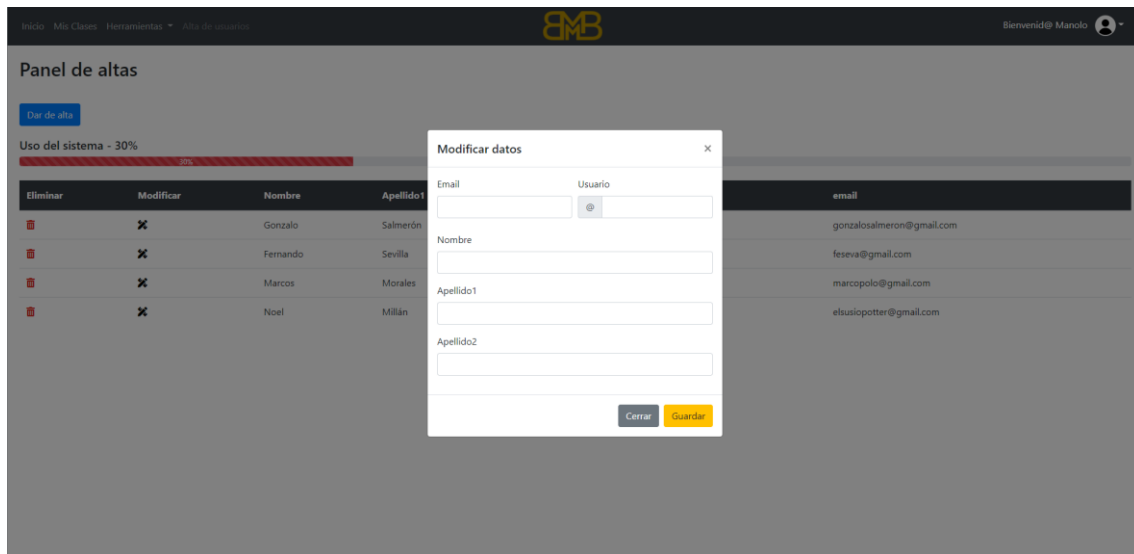 Inicio Mis Clases Herramientas Alta de usuarios BMB Bienvenid@ Manolo
Panel de altas
Dar de alta
Uso del sistema - 30%
30%
Modificar datos ×
Email Usuario
@
Nombre
Apellido1
Apellido2
Cerrar Guardar
Eliminar Modificar Nombre Apellido1 email
Gonzalo Salmerón gonzalosalmeron@gmail.com
Fernando Sevilla feseva@gmail.com
Marcos Morales marcopolo@gmail.com
Noel Millán elsusiopotter@gmail.com